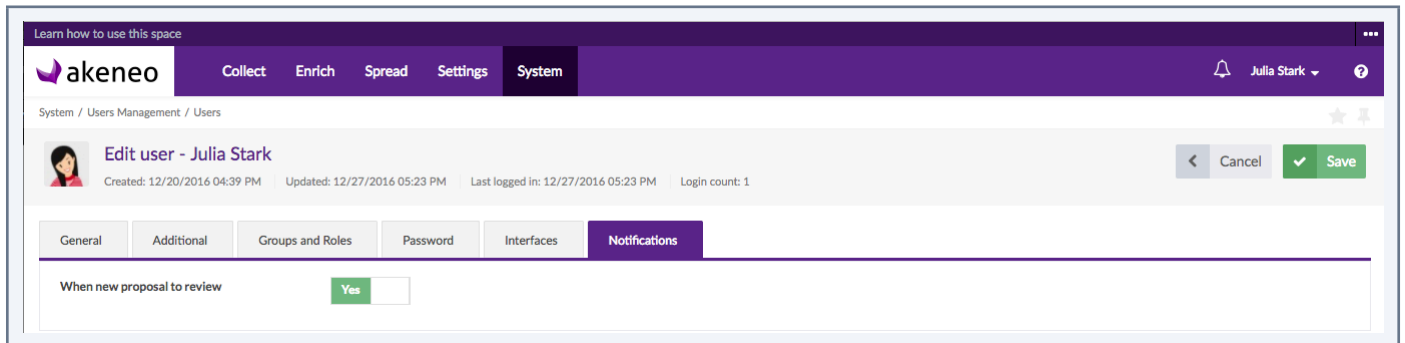 Learn how to use this space
akeneo Collect Enrich Spread Settings System Julia Stark
System / Users Management / Users
Edit user - Julia Stark
Cancel Save
Created: 12/20/2016 04:39 PM Updated: 12/27/2016 05:23 PM Last logged in: 12/27/2016 05:23 PM Login count: 1
General Additional Groups and Roles Password Interfaces Notifications
When new proposal to review Yes